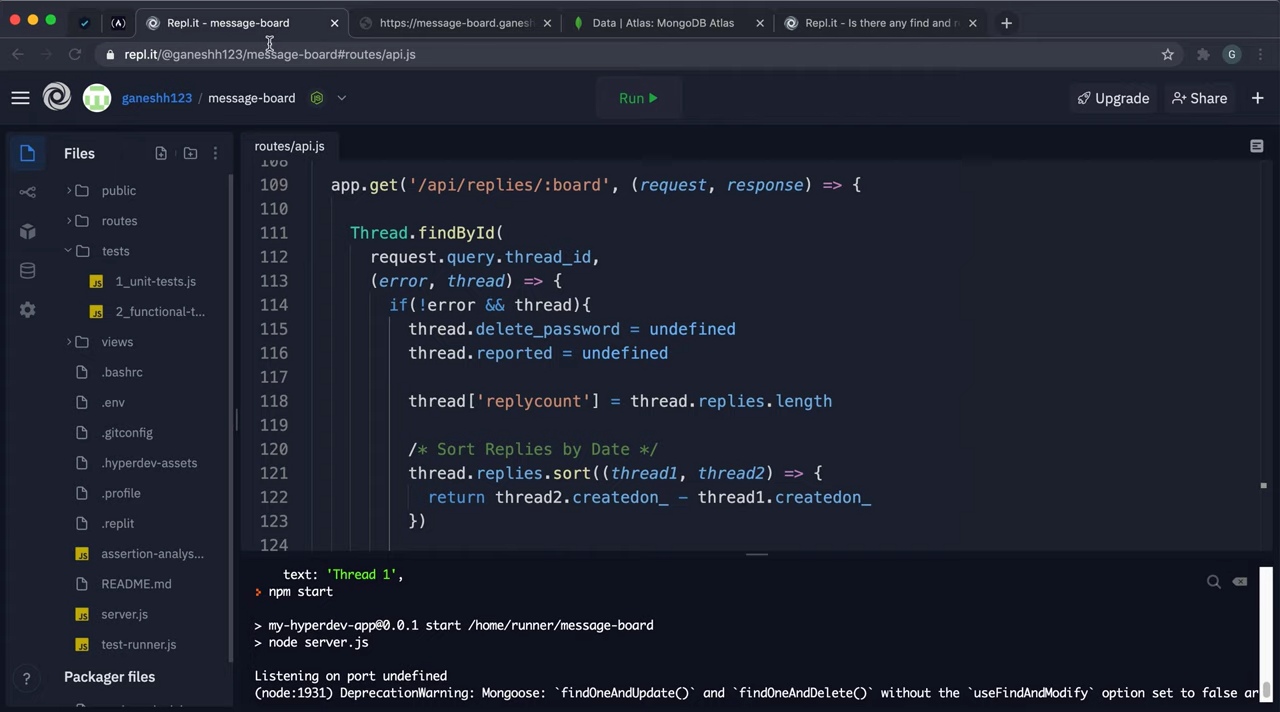 Repl.it - message-board
https://message-board.ganesh
Data | Atlas: MongoDB Atlas
Repl.it - Is there any find and r
repl.it/@ganeshh123/message-board#routes/api.js
G
ganeshh123 / message-board
Run
Upgrade
Share
Files
public
routes
tests
JS 1_unit-tests.js
JS 2_functional-t...
views
.bashrc
.env
.gitconfig
.hyperdev-assets
.profile
.replit
JS assertion-analys...
README.md
JS server.js
JS test-runner.js
Packager files
?
routes/api.js
108
109 app.get('/api/replies/:board', (request, response) => {
110
111 Thread.findById(
112 request.query.thread_id,
113 (error, thread) => {
114 if(!error && thread){
115 thread.delete_password = undefined
116 thread.reported = undefined
117
118 thread['replycount'] = thread.replies.length
119
120 /* Sort Replies by Date */
121 thread.replies.sort((thread1, thread2) => {
122 return thread2.createdon_ - thread1.createdon_
123 })
124
text: 'Thread 1',
npm start
> my-hyperdev-app@0.0.1 start /home/runner/message-board
> node server.js
Listening on port undefined
(node:1931) DeprecationWarning: Mongoose: `findOneAndUpdate()` and `findOneAndDelete()` without the `useFindAndModify` option set to false ar